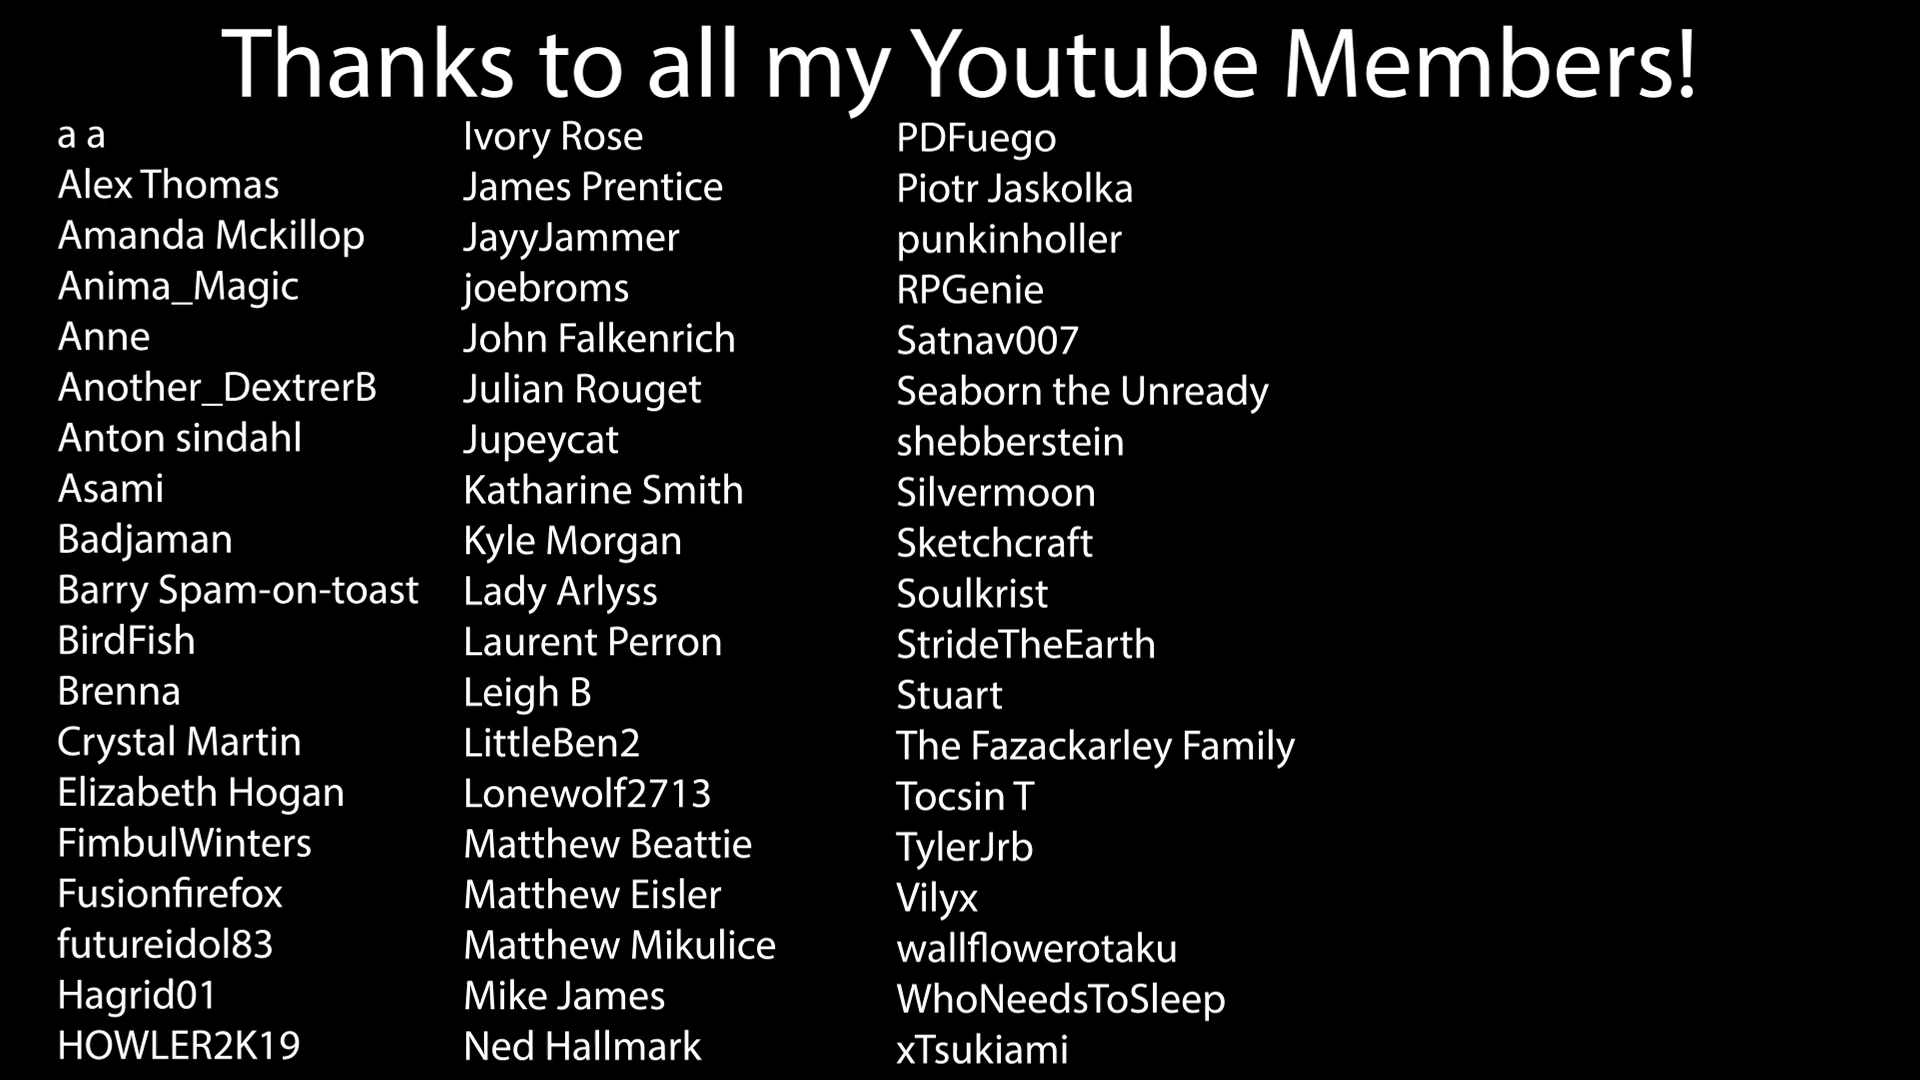 Thanks to all my Youtube Members!
a a
Alex Thomas
Amanda Mckillop
Anima_Magic
Anne
Another_DextrerB
Anton sindahl
Asami
Badjaman
Barry Spam-on-toast
BirdFish
Brenna
Crystal Martin
Elizabeth Hogan
FimbulWinters
Fusionfirefox
futureidol83
Hagrid01
HOWLER2K19
Ivory Rose
James Prentice
JayyJammer
joebroms
John Falkenrich
Julian Rouget
Jupeycat
Katharine Smith
Kyle Morgan
Lady Arlyss
Laurent Perron
Leigh B
LittleBen2
Lonewolf2713
Matthew Beattie
Matthew Eisler
Matthew Mikulice
Mike James
Ned Hallmark
PDFuego
Piotr Jaskolka
punkinholler
RPGenie
Satnav007
Seaborn the Unready
shebberstein
Silvermoon
Sketchcraft
Soulkrist
StrideTheEarth
Stuart
The Fazackarley Family
Tocsin T
TylerJrb
Vilyx
wallflowerotaku
WhoNeedsToSleep
xTsukiami